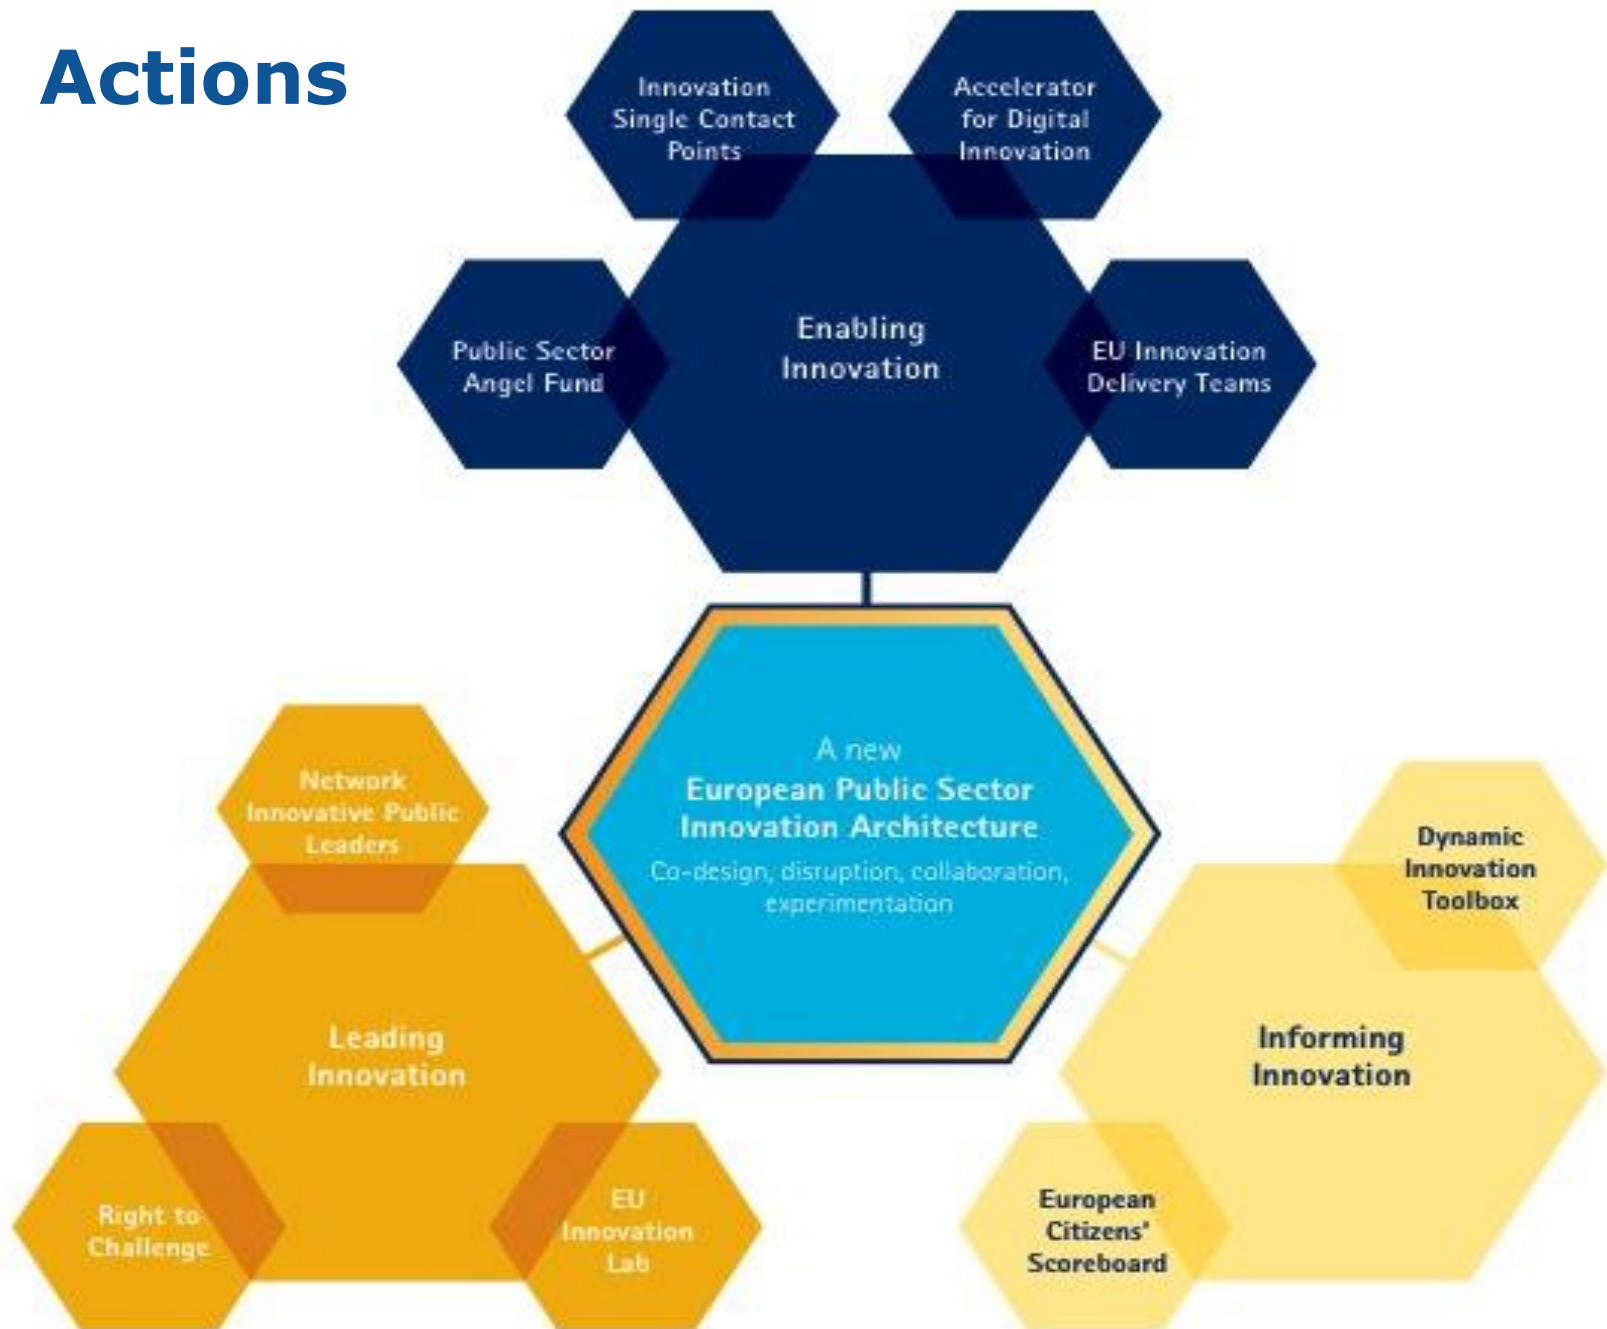 Actions
Innovation
Single Contact
Points
Accelerator
for Digital
Innovation
Public Sector
Angel Fund
Enabling
Innovation
EU Innovation
Delivery Teams
A new
European Public Sector
Innovation Architecture
Co-design, disruption, collaboration,
experimentation
Network
Innovative Public
Leaders
Leading
Innovation
Right to
Challenge
EU
Innovation
Lab
Dynamic
Innovation
Toolbox
Informing
Innovation
European
Citizens'
Scoreboard